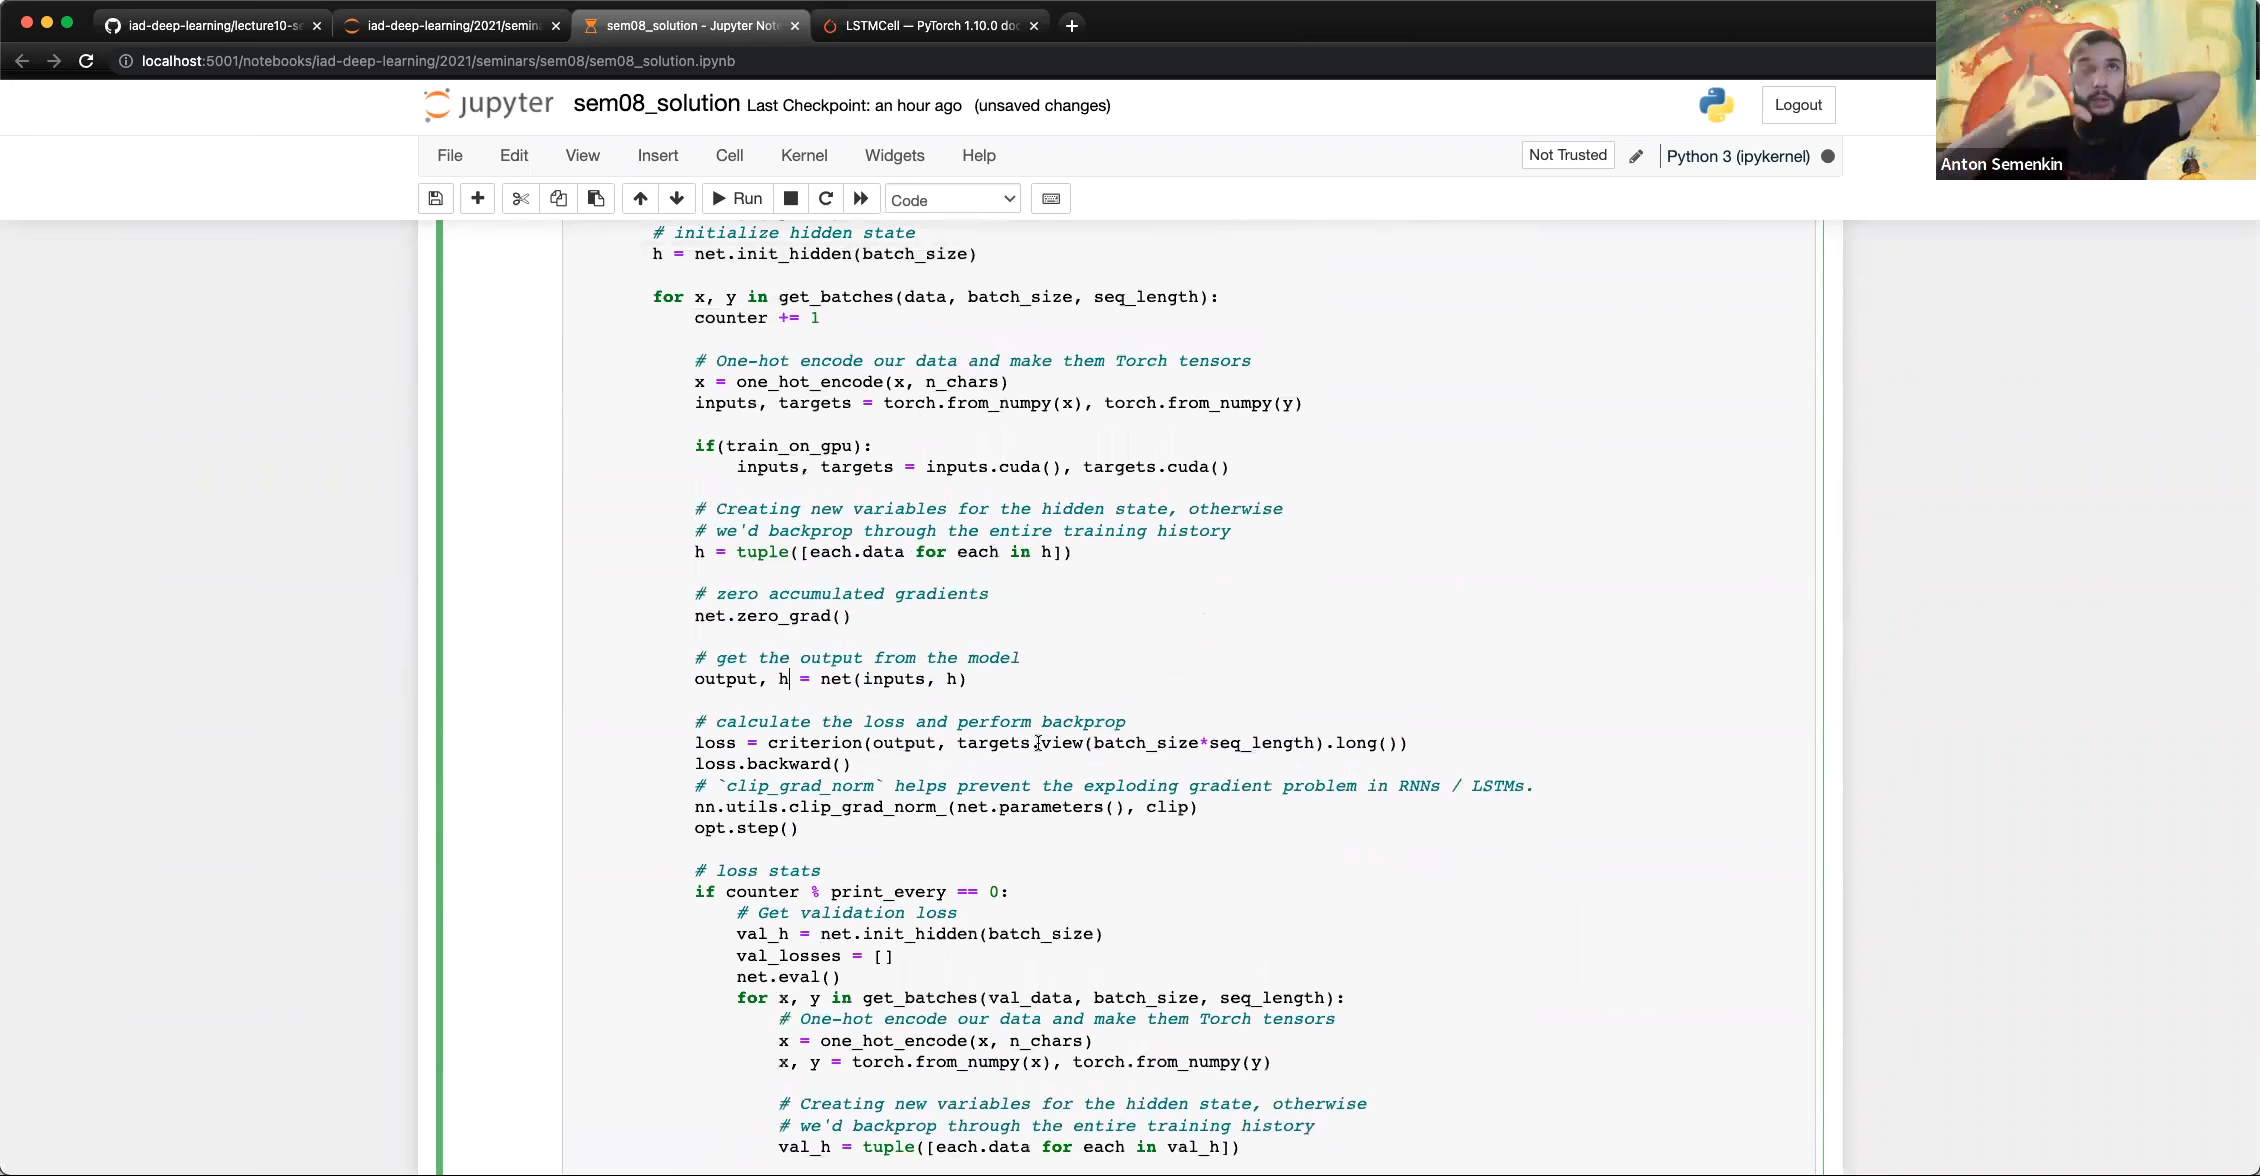 iad-deep-learning/lecture10-se
iad-deep-learning/2021/semina
sem08_solution - Jupyter Note
LSTMCell — PyTorch 1.10.0 doc
localhost:5001/notebooks/iad-deep-learning/2021/seminars/sem08/sem08_solution.ipynb
Anton Semenkin
jupyter sem08_solution Last Checkpoint: an hour ago (unsaved changes)
Logout
File Edit View Insert Cell Kernel Widgets Help
Not Trusted
Python 3 (ipykernel)
Run
Code
# initialize hidden state
h = net.init_hidden(batch_size)
for x, y in get_batches(data, batch_size, seq_length):
counter += 1
# One-hot encode our data and make them Torch tensors
x = one_hot_encode(x, n_chars)
inputs, targets = torch.from_numpy(x), torch.from_numpy(y)
if(train_on_gpu):
inputs, targets = inputs.cuda(), targets.cuda()
# Creating new variables for the hidden state, otherwise
# we'd backprop through the entire training history
h = tuple([each.data for each in h])
# zero accumulated gradients
net.zero_grad()
# get the output from the model
output, h = net(inputs, h)
# calculate the loss and perform backprop
loss = criterion(output, targets.view(batch_size*seq_length).long())
loss.backward()
# `clip_grad_norm` helps prevent the exploding gradient problem in RNNs / LSTMs.
nn.utils.clip_grad_norm_(net.parameters(), clip)
opt.step()
# loss stats
if counter % print_every == 0:
# Get validation loss
val_h = net.init_hidden(batch_size)
val_losses = []
net.eval()
for x, y in get_batches(val_data, batch_size, seq_length):
# One-hot encode our data and make them Torch tensors
x = one_hot_encode(x, n_chars)
x, y = torch.from_numpy(x), torch.from_numpy(y)
# Creating new variables for the hidden state, otherwise
# we'd backprop through the entire training history
val_h = tuple([each.data for each in val_h])